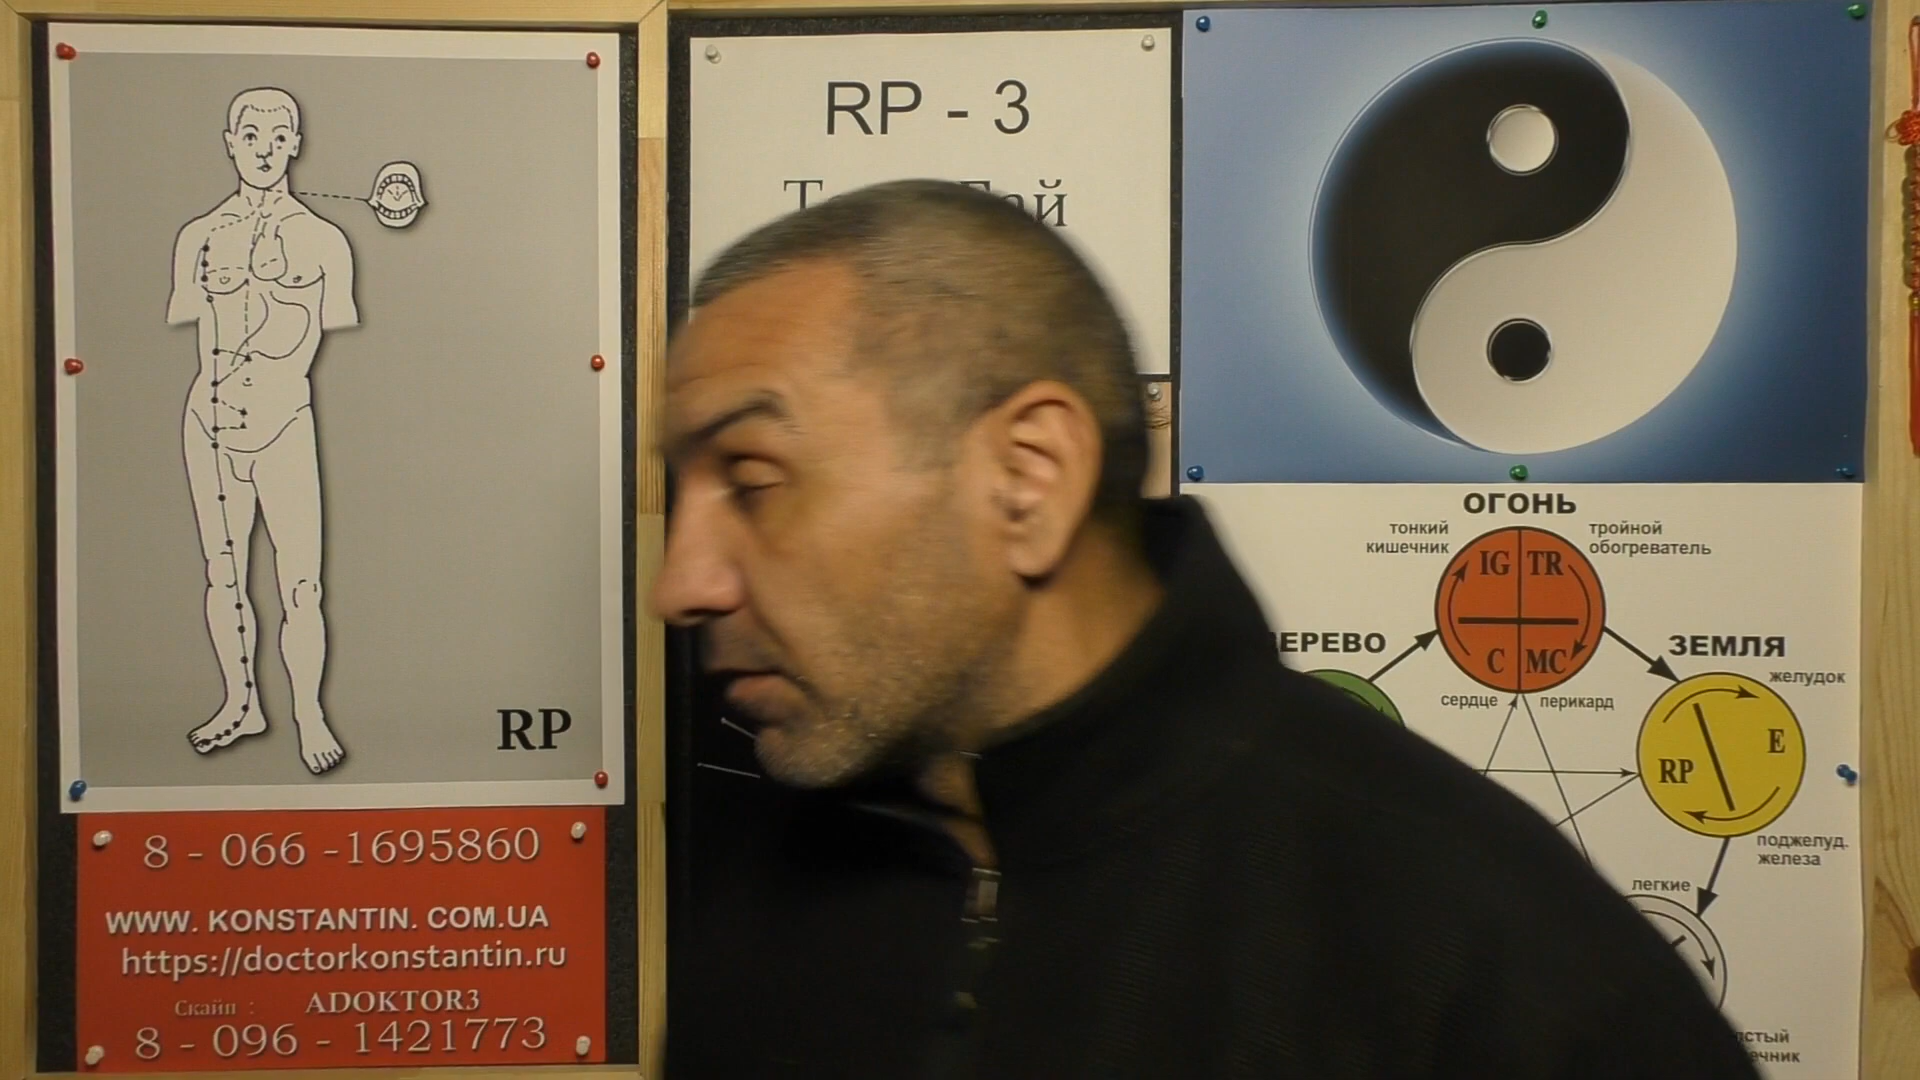 RP
8 - 066 -1695860
WWW. KONSTANTIN. COM.UA
https://doctorkonstantin.ru
Скайп : ADOKTOR3
8 - 096 - 1421773
RP - 3
ОГОНЬ
тонкий
кишечник
тройной
обогреватель
IG TR
C MC
сердце
перикард
ЕРЕВО
ЗЕМЛЯ
желудок
E
RP
поджелуд.
железа
легкие